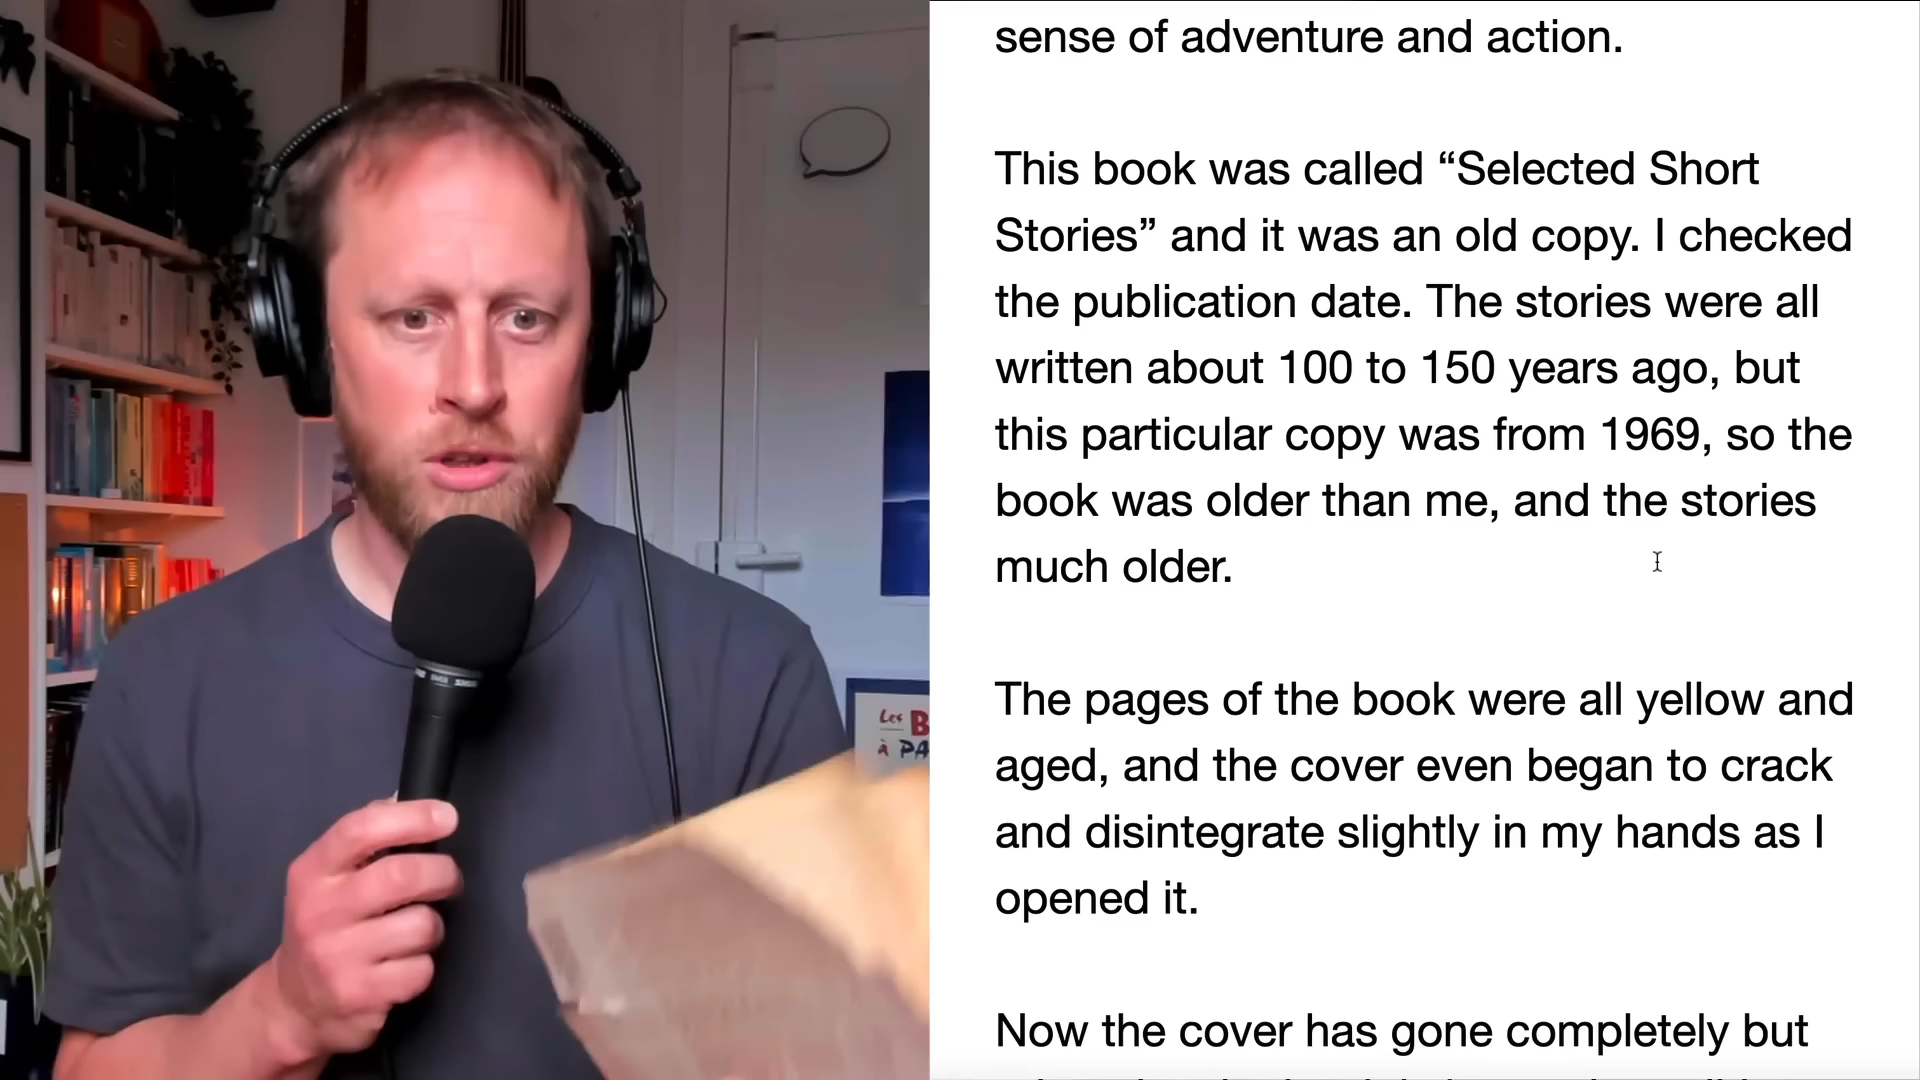 sense of adventure and action.
This book was called “Selected Short
Stories” and it was an old copy. I checked
the publication date. The stories were all
written about 100 to 150 years ago, but
this particular copy was from 1969, so the
book was older than me, and the stories
much older.
The pages of the book were all yellow and
aged, and the cover even began to crack
and disintegrate slightly in my hands as I
opened it.
Now the cover has gone completely but
Les B
à PA